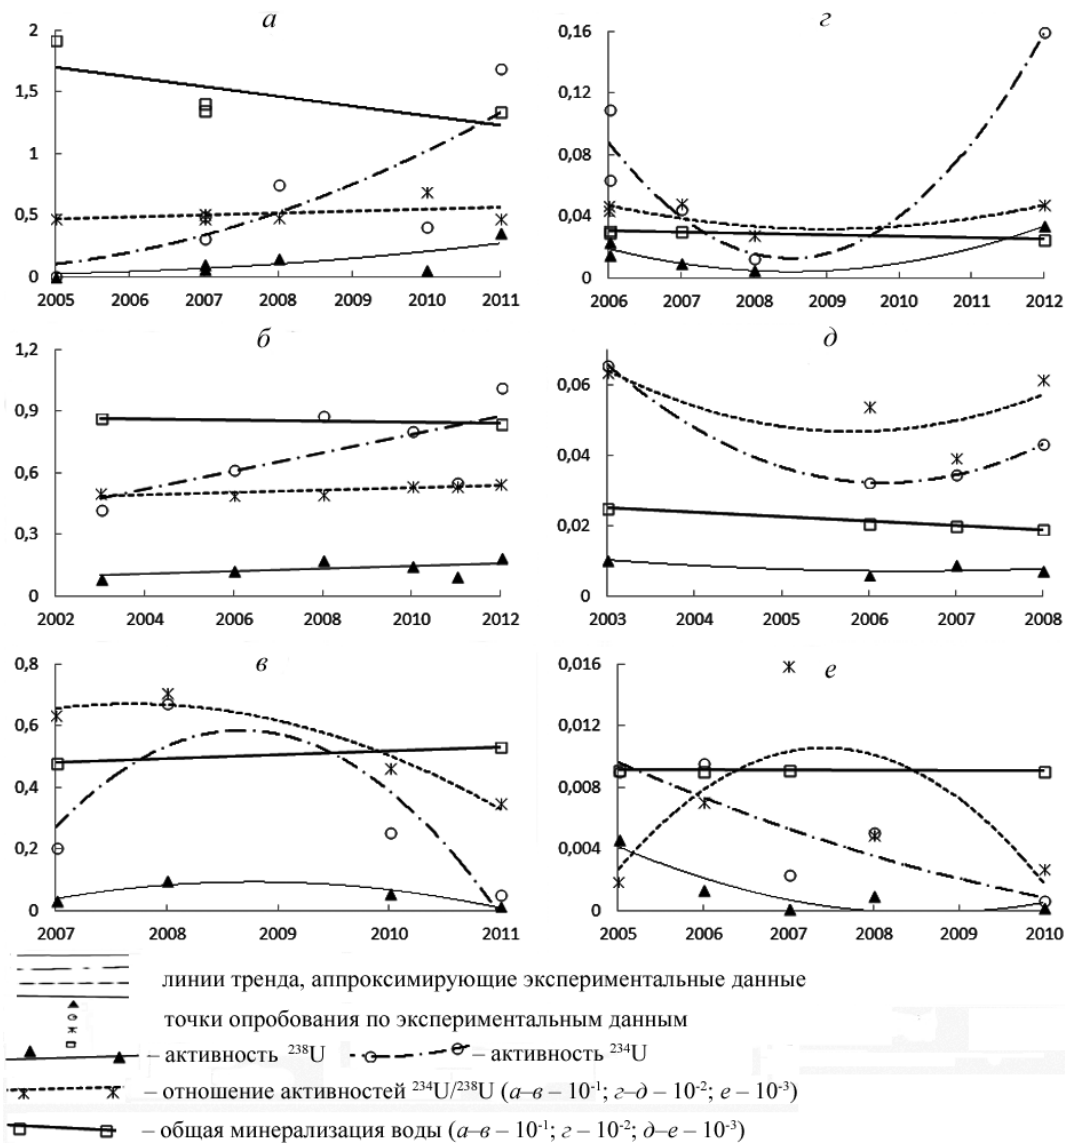 а
2
1,5
1
0,5
0
2005 2006 2007 2008 2009 2010 2011
г
0,16
0,12
0,08
0,04
0
2006 2007 2008 2009 2010 2011 2012
б
1,2
0,9
0,6
0,3
0
2002 2004 2006 2008 2010 2012
д
0,06
0,04
0,02
0
2003 2004 2005 2006 2007 2008
в
0,8
0,6
0,4
0,2
0
2007 2008 2009 2010 2011
е
0,016
0,012
0,008
0,004
0
2005 2006 2007 2008 2009 2010
линии тренда, аппроксимирующие экспериментальные данные
точки опробования по экспериментальным данным
– активность ²³⁸U – активность ²³⁴U
– отношение активностей ²³⁴U/²³⁸U (а–в – 10⁻¹; г–д – 10⁻²; е – 10⁻³)
– общая минерализация воды (а–в – 10⁻¹; г – 10⁻²; д–е – 10⁻³)